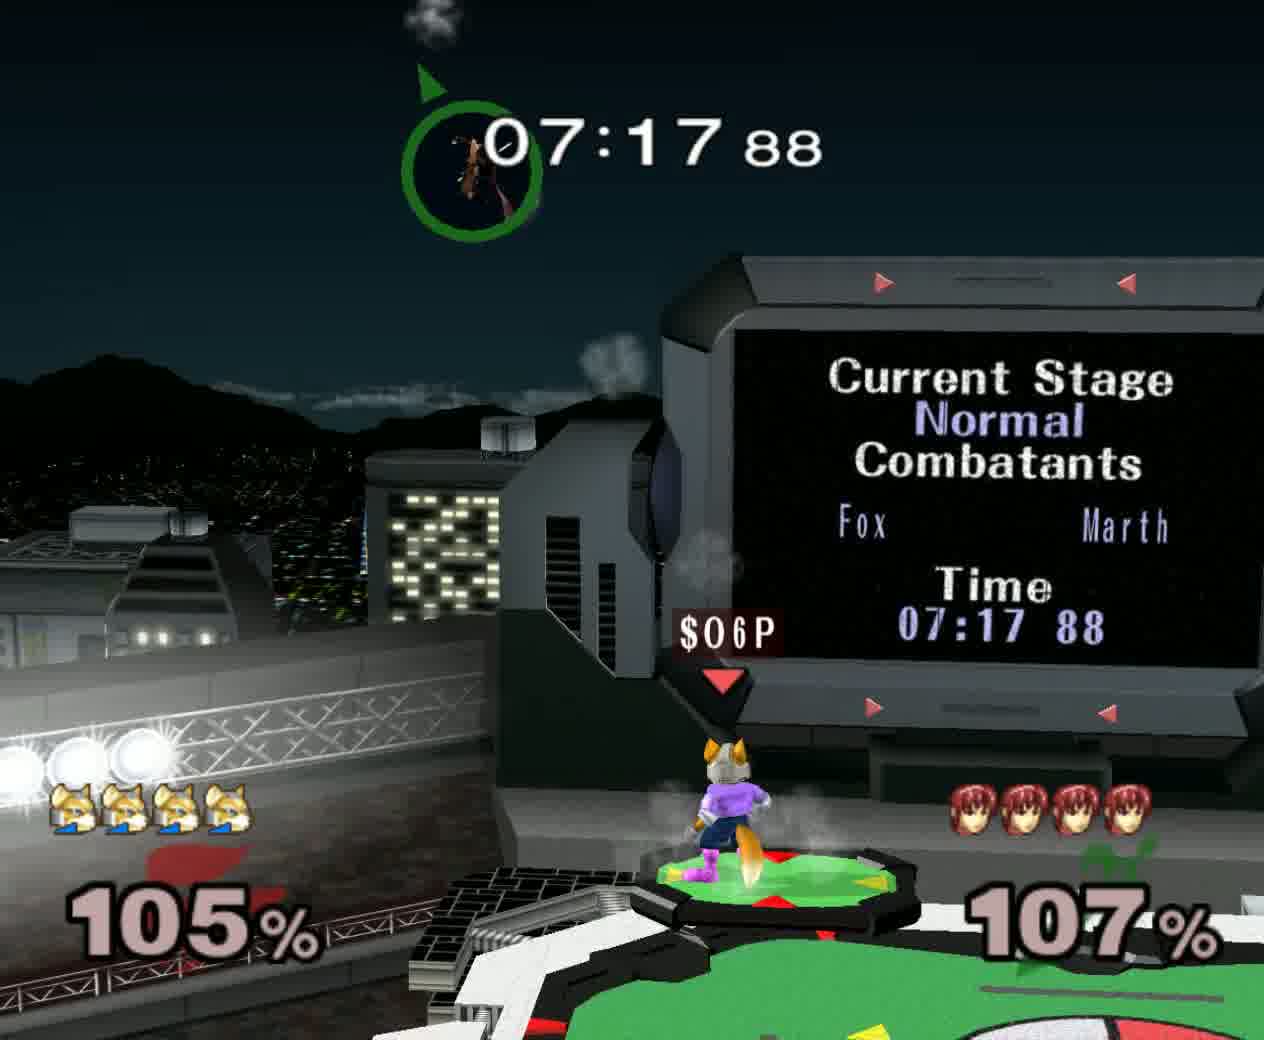 07:17 88
Current Stage
Normal
Combatants
Fox Marth
Time
07:17 88
$06P
105% 107%